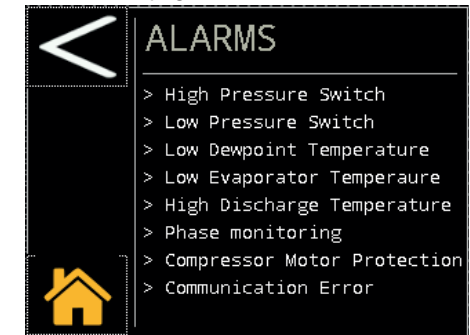 ALARMS
> High Pressure Switch
> Low Pressure Switch
> Low Dewpoint Temperature
> Low Evaporator Temperaure
> High Discharge Temperature
> Phase monitoring
> Compressor Motor Protection
> Communication Error